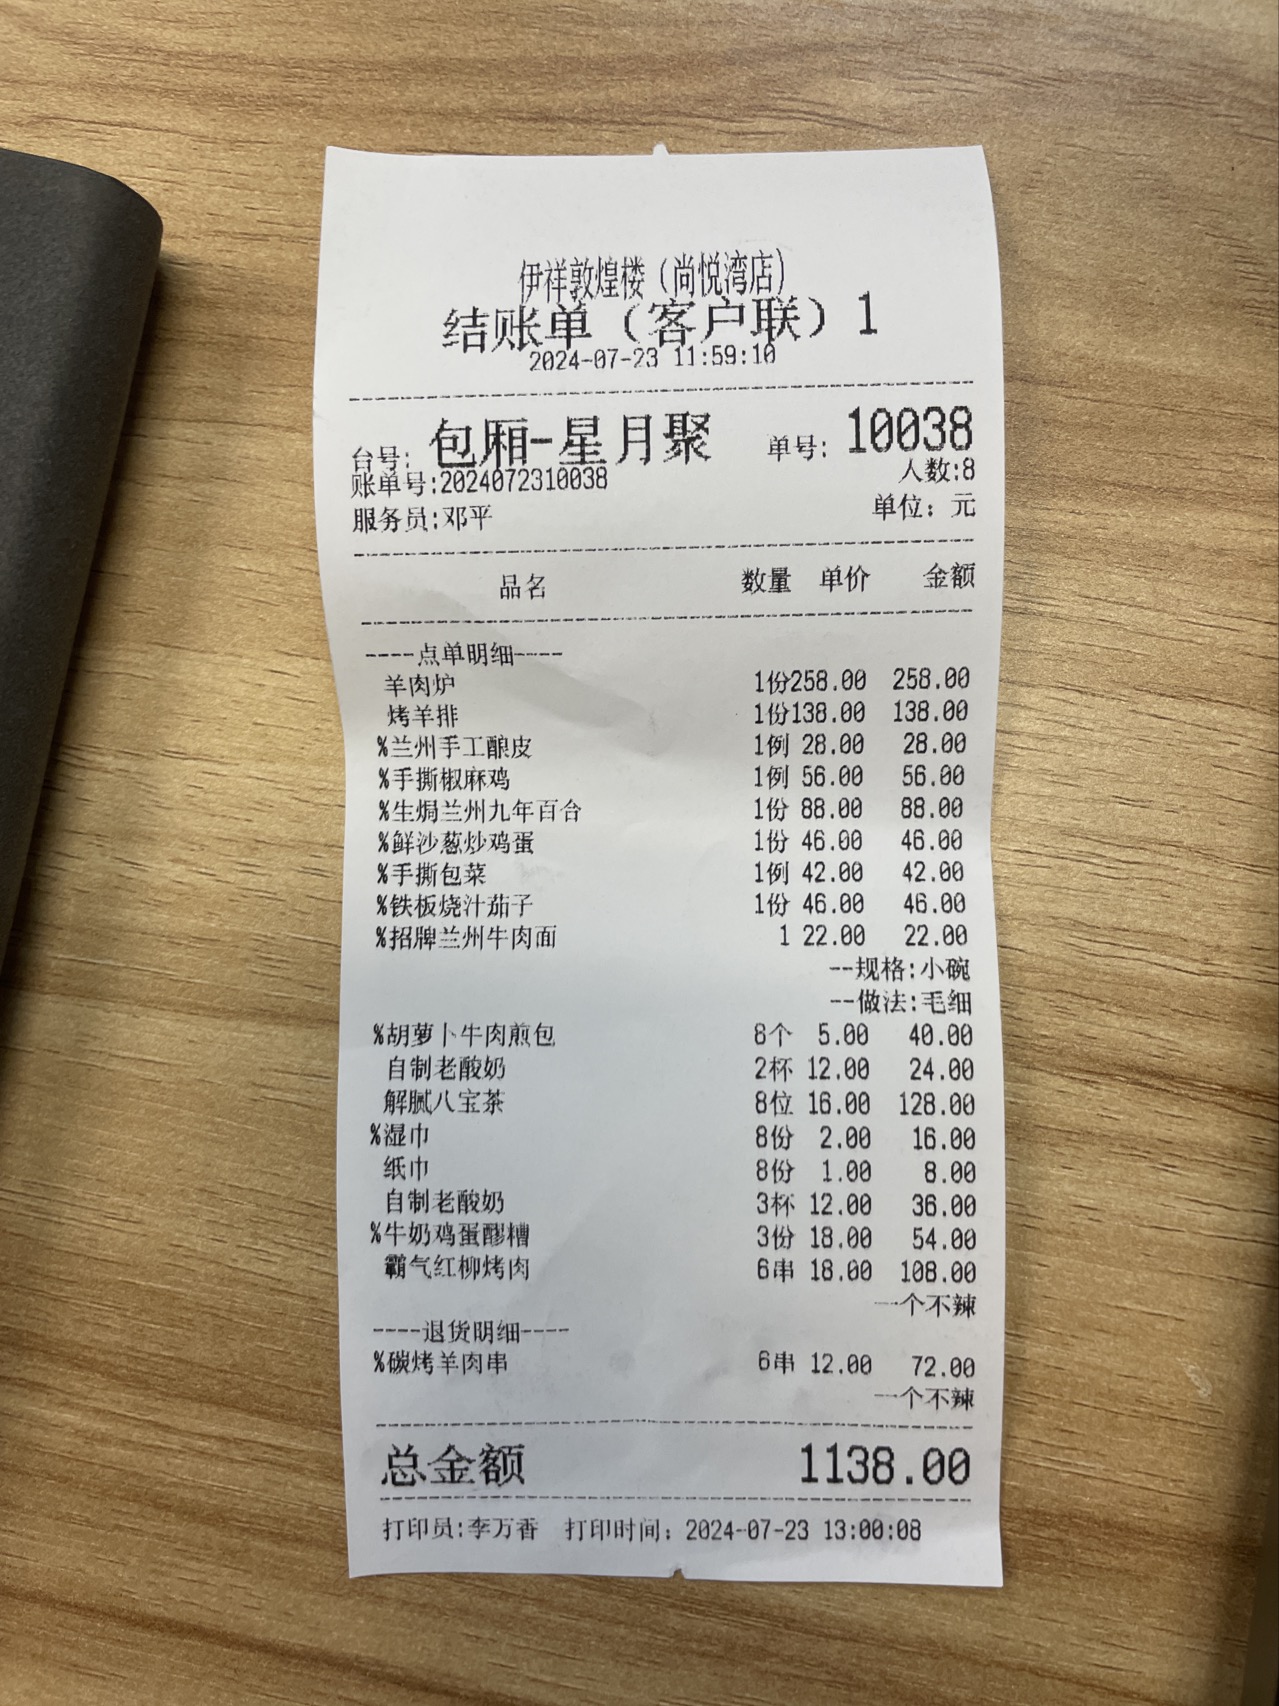 伊祥敦煌楼（尚悦湾店）
结账单（客户联）1
2024-07-23 11:59:10
台号: 包厢-星月聚 单号: 10038
账单号:2024072310038 人数:8
服务员:邓平 单位: 元
品名 数量 单价 金额
----点单明细----
羊肉炉 1份258.00 258.00
烤羊排 1份138.00 138.00
%兰州手工酿皮 1例 28.00 28.00
%手撕椒麻鸡 1例 56.00 56.00
%生焗兰州九年百合 1份 88.00 88.00
%鲜沙葱炒鸡蛋 1份 46.00 46.00
%手撕包菜 1例 42.00 42.00
%铁板烧汁茄子 1份 46.00 46.00
%招牌兰州牛肉面 1 22.00 22.00
--规格:小碗
--做法:毛细
%胡萝卜牛肉煎包 8个 5.00 40.00
自制老酸奶 2杯 12.00 24.00
解腻八宝茶 8位 16.00 128.00
%湿巾 8份 2.00 16.00
纸巾 8份 1.00 8.00
自制老酸奶 3杯 12.00 36.00
%牛奶鸡蛋醪糟 3份 18.00 54.00
霸气红柳烤肉 6串 18.00 108.00
一个不辣
----退货明细----
%碳烤羊肉串 6串 12.00 72.00
一个不辣
总金额 1138.00
打印员:李万香 打印时间: 2024-07-23 13:00:08